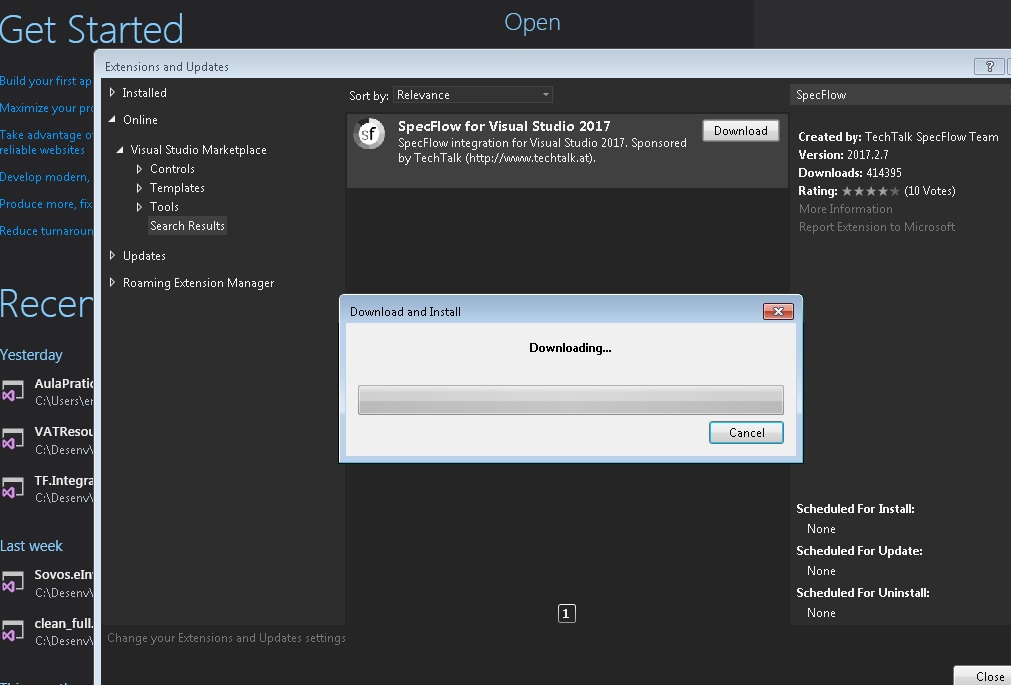 Get Started
Open
Build your first ap
Maximize your pr
Take advantage o
reliable websites
Develop modern,
Produce more, fix
Reduce turnaroun
Recen
Yesterday
AulaPratic
C:\Users\er
VATResou
C:\Desenv\
TF.Integra
C:\Desenv\
Last week
Sovos.eInv
C:\Desenv\
clean_full.
C:\Desenv\
Extensions and Updates
?
Installed
Online
Visual Studio Marketplace
Controls
Templates
Tools
Search Results
Updates
Roaming Extension Manager
Change your Extensions and Updates settings
Sort by: Relevance
sf
SpecFlow for Visual Studio 2017
SpecFlow integration for Visual Studio 2017. Sponsored
by TechTalk (http://www.techtalk.at).
Download
1
SpecFlow
Created by: TechTalk SpecFlow Team
Version: 2017.2.7
Downloads: 414395
Rating: ★★★★★ (10 Votes)
More Information
Report Extension to Microsoft
Scheduled For Install:
None
Scheduled For Update:
None
Scheduled For Uninstall:
None
Close
Download and Install
Downloading...
Cancel